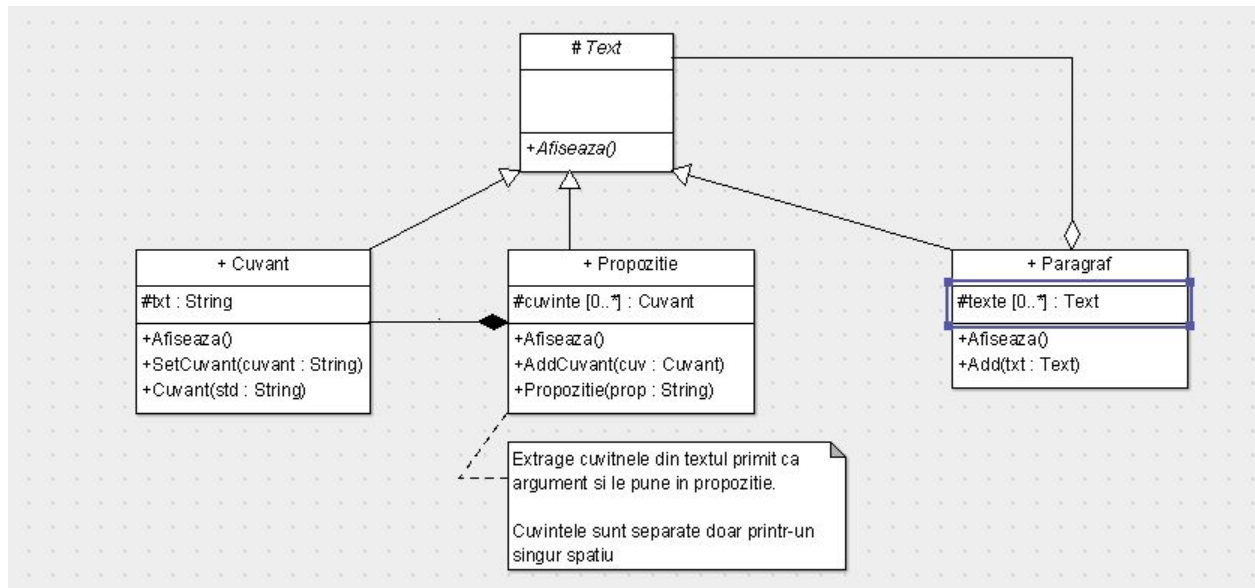 # Text
+Afiseaza()
+ Cuvant
#txt : String
+Afiseaza()
+SetCuvant(cuvant : String)
+Cuvant(std : String)
+ Propozitie
#cuvinte [0..*] : Cuvant
+Afiseaza()
+AddCuvant(cuv : Cuvant)
+Propozitie(prop : String)
+ Paragraf
#texte [0..*] : Text
+Afiseaza()
+Add(txt : Text)
Extrage cuvitnele din textul primit ca
argument si le pune in propozitie.
Cuvintele sunt separate doar printr-un
singur spatiu